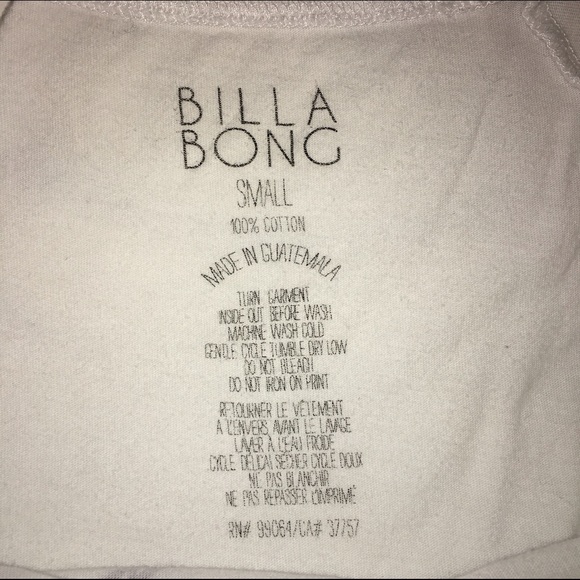 BILLA
BONG
SMALL
100% COTTON
MADE IN GUATEMALA
TURN GARMENT
INSIDE OUT BEFORE WASH
MACHINE WASH COLD
GENTLE CYCLE TUMBLE DRY LOW
DO NOT BLEACH
DO NOT IRON ON PRINT
RETOURNER LE VÊTEMENT
A L'ENVERS AVANT LE LAVAGE
LAVER À L'EAU FROIDE
CYCLE DÉLICAT SÉCHER CYCLE DOUX
NE PAS BLANCHIR
NE PAS REPASSER L'IMPRIMÉ
RN# 99064/CA# 37757